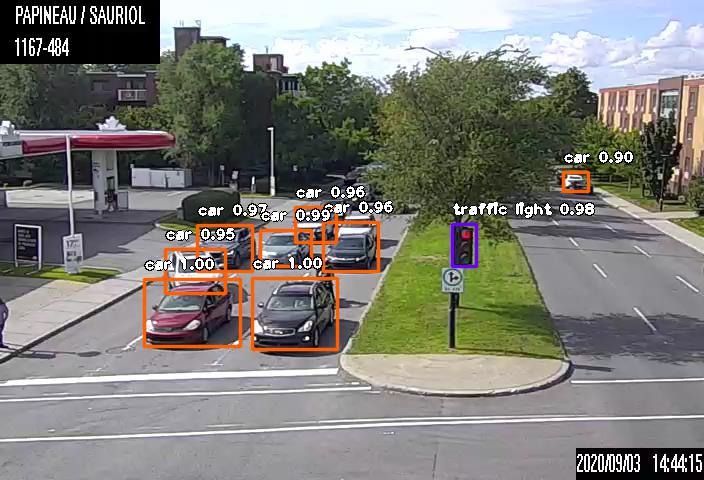 PAPINEAU / SAURIOL
1167-484
car 0.90
car 0.96
car 0.97
car 0.99
car 0.96
traffic light 0.98
car 0.95
car 1.00
car 1.00
2020/09/03 14:44:15